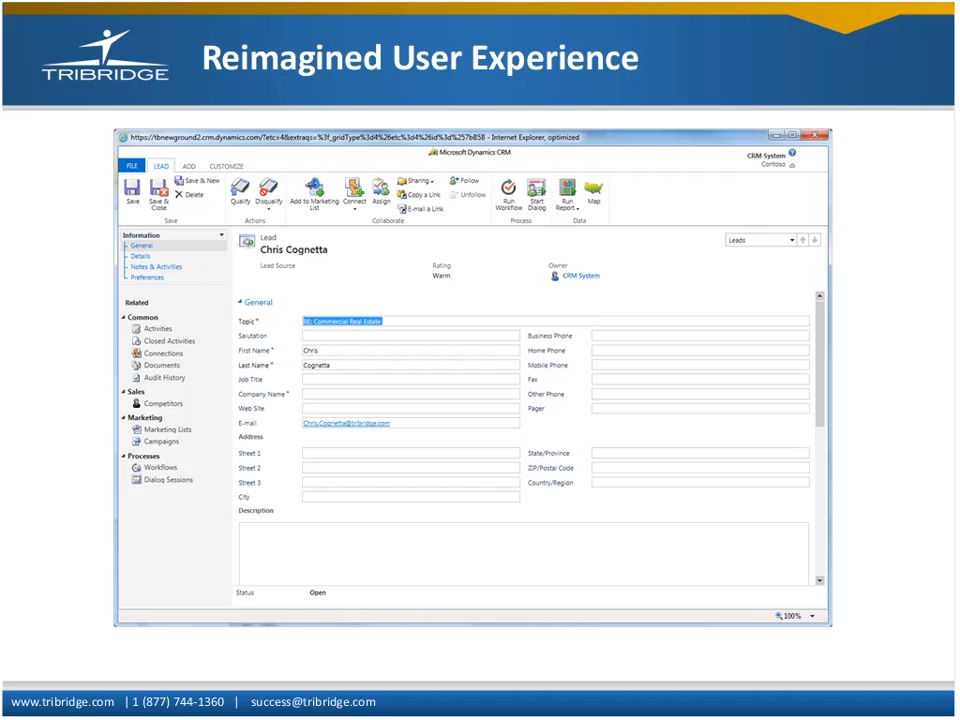 TRIBRIDGE
Reimagined User Experience
https://tbnewground2.crm.dynamics.com/?etc=4&extraqs=%3f_gridType%3d4%26etc%3d4%26id%3d%257bB5B - Internet Explorer, optimized
Microsoft Dynamics CRM
CRM System
Contoso
FILE LEAD ADD CUSTOMIZE
Save
Save & Close
Save & New
Delete
Save
Qualify
Disqualify
Actions
Add to Marketing List
Connect
Assign
Sharing
Copy a Link
E-mail a Link
Follow
Unfollow
Collaborate
Run Workflow
Start Dialog
Process
Run Report
Map
Data
Information
General
Details
Notes & Activities
Preferences
Related
Common
Activities
Closed Activities
Connections
Documents
Audit History
Sales
Competitors
Marketing
Marketing Lists
Campaigns
Processes
Workflows
Dialog Sessions
Lead
Chris Cognetta
Leads
Lead Source
Rating
Warm
Owner
CRM System
General
Topic* RE: Commercial Real Estate
Salutation
Business Phone
First Name* Chris
Home Phone
Last Name* Cognetta
Mobile Phone
Job Title
Fax
Company Name*
Other Phone
Web Site
Pager
E-mail Chris.Cognetta@tribridge.com
Address
Street 1
State/Province
Street 2
ZIP/Postal Code
Street 3
Country/Region
City
Description
Status Open
100%
www.tribridge.com | 1 (877) 744-1360 | success@tribridge.com